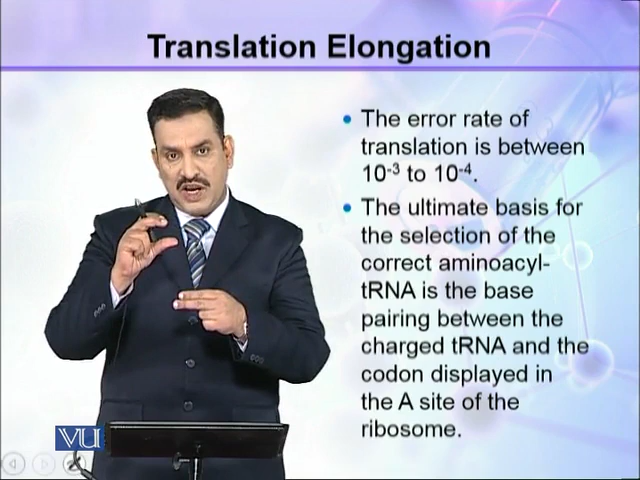 Translation Elongation
• The error rate of
translation is between
10⁻³ to 10⁻⁴.
• The ultimate basis for
the selection of the
correct aminoacyl-
tRNA is the base
pairing between the
charged tRNA and the
codon displayed in
the A site of the
ribosome.
VU